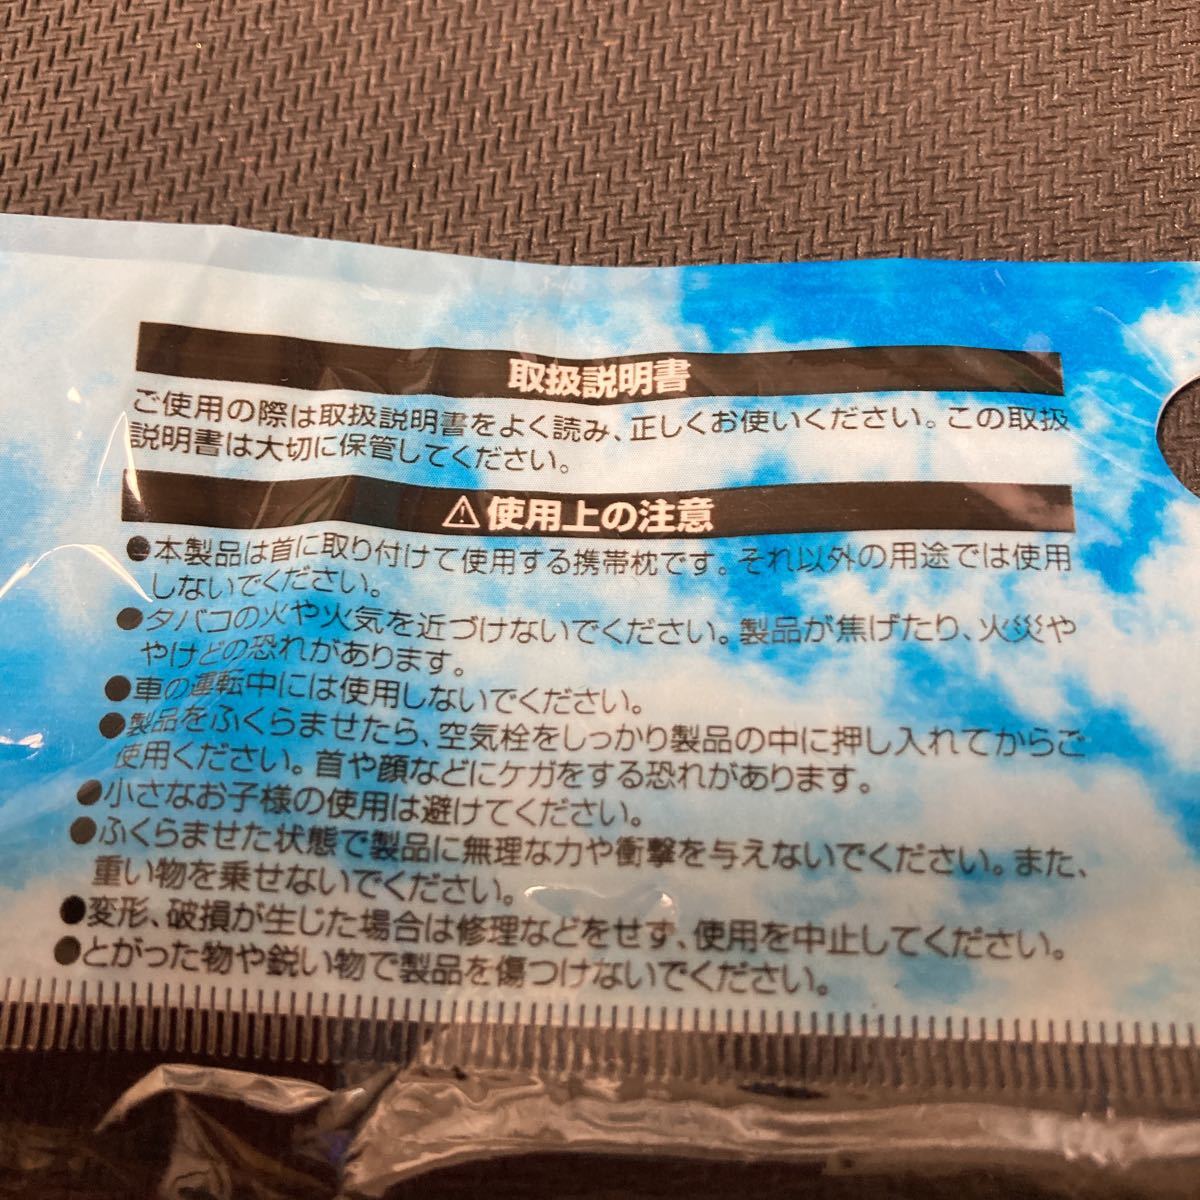 取扱説明書
ご使用の際は取扱説明書をよく読み、正しくお使いください。この取扱
説明書は大切に保管してください。
⚠使用上の注意
●本製品は首に取り付けて使用する携帯枕です。それ以外の用途では使用
しないでください。
●タバコの火や火気を近づけないでください。製品が焦げたり、火災や
やけどの恐れがあります。
●車の運転中には使用しないでください。
●製品をふくらませたら、空気栓をしっかり製品の中に押し入れてからご
使用ください。首や顔などにケガをする恐れがあります。
●小さなお子様の使用は避けてください。
●ふくらませた状態で製品に無理な力や衝撃を与えないでください。また、
重い物を乗せないでください。
●変形、破損が生じた場合は修理などをせず、使用を中止してください。
●とがった物や鋭い物で製品を傷つけないでください。